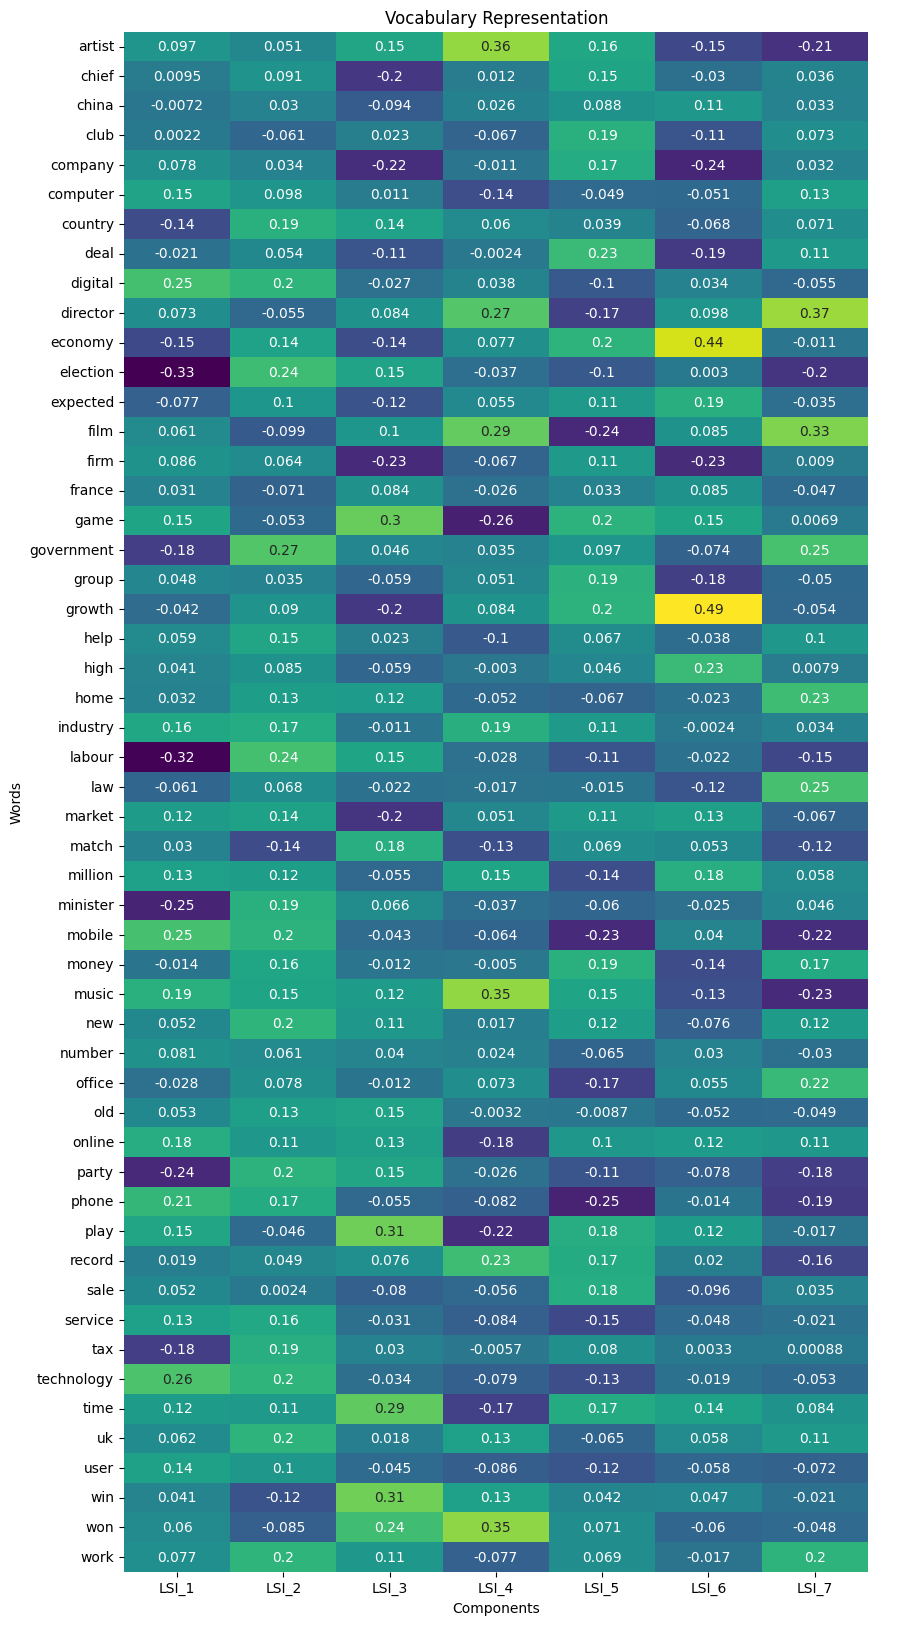 Vocabulary Representation
Words
artist 0.097 0.051 0.15 0.36 0.16 -0.15 -0.21
chief 0.0095 0.091 -0.2 0.012 0.15 -0.03 0.036
china -0.0072 0.03 -0.094 0.026 0.088 0.11 0.033
club 0.0022 -0.061 0.023 -0.067 0.19 -0.11 0.073
company 0.078 0.034 -0.22 -0.011 0.17 -0.24 0.032
computer 0.15 0.098 0.011 -0.14 -0.049 -0.051 0.13
country -0.14 0.19 0.14 0.06 0.039 -0.068 0.071
deal -0.021 0.054 -0.11 -0.0024 0.23 -0.19 0.11
digital 0.25 0.2 -0.027 0.038 -0.1 0.034 -0.055
director 0.073 -0.055 0.084 0.27 -0.17 0.098 0.37
economy -0.15 0.14 -0.14 0.077 0.2 0.44 -0.011
election -0.33 0.24 0.15 -0.037 -0.1 0.003 -0.2
expected -0.077 0.1 -0.12 0.055 0.11 0.19 -0.035
film 0.061 -0.099 0.1 0.29 -0.24 0.085 0.33
firm 0.086 0.064 -0.23 -0.067 0.11 -0.23 0.009
france 0.031 -0.071 0.084 -0.026 0.033 0.085 -0.047
game 0.15 -0.053 0.3 -0.26 0.2 0.15 0.0069
government -0.18 0.27 0.046 0.035 0.097 -0.074 0.25
group 0.048 0.035 -0.059 0.051 0.19 -0.18 -0.05
growth -0.042 0.09 -0.2 0.084 0.2 0.49 -0.054
help 0.059 0.15 0.023 -0.1 0.067 -0.038 0.1
high 0.041 0.085 -0.059 -0.003 0.046 0.23 0.0079
home 0.032 0.13 0.12 -0.052 -0.067 -0.023 0.23
industry 0.16 0.17 -0.011 0.19 0.11 -0.0024 0.034
labour -0.32 0.24 0.15 -0.028 -0.11 -0.022 -0.15
law -0.061 0.068 -0.022 -0.017 -0.015 -0.12 0.25
market 0.12 0.14 -0.2 0.051 0.11 0.13 -0.067
match 0.03 -0.14 0.18 -0.13 0.069 0.053 -0.12
million 0.13 0.12 -0.055 0.15 -0.14 0.18 0.058
minister -0.25 0.19 0.066 -0.037 -0.06 -0.025 0.046
mobile 0.25 0.2 -0.043 -0.064 -0.23 0.04 -0.22
money -0.014 0.16 -0.012 -0.005 0.19 -0.14 0.17
music 0.19 0.15 0.12 0.35 0.15 -0.13 -0.23
new 0.052 0.2 0.11 0.017 0.12 -0.076 0.12
number 0.081 0.061 0.04 0.024 -0.065 0.03 -0.03
office -0.028 0.078 -0.012 0.073 -0.17 0.055 0.22
old 0.053 0.13 0.15 -0.0032 -0.0087 -0.052 -0.049
online 0.18 0.11 0.13 -0.18 0.1 0.12 0.11
party -0.24 0.2 0.15 -0.026 -0.11 -0.078 -0.18
phone 0.21 0.17 -0.055 -0.082 -0.25 -0.014 -0.19
play 0.15 -0.046 0.31 -0.22 0.18 0.12 -0.017
record 0.019 0.049 0.076 0.23 0.17 0.02 -0.16
sale 0.052 0.0024 -0.08 -0.056 0.18 -0.096 0.035
service 0.13 0.16 -0.031 -0.084 -0.15 -0.048 -0.021
tax -0.18 0.19 0.03 -0.0057 0.08 0.0033 0.00088
technology 0.26 0.2 -0.034 -0.079 -0.13 -0.019 -0.053
time 0.12 0.11 0.29 -0.17 0.17 0.14 0.084
uk 0.062 0.2 0.018 0.13 -0.065 0.058 0.11
user 0.14 0.1 -0.045 -0.086 -0.12 -0.058 -0.072
win 0.041 -0.12 0.31 0.13 0.042 0.047 -0.021
won 0.06 -0.085 0.24 0.35 0.071 -0.06 -0.048
work 0.077 0.2 0.11 -0.077 0.069 -0.017 0.2
LSI_1 LSI_2 LSI_3 LSI_4 LSI_5 LSI_6 LSI_7
Components